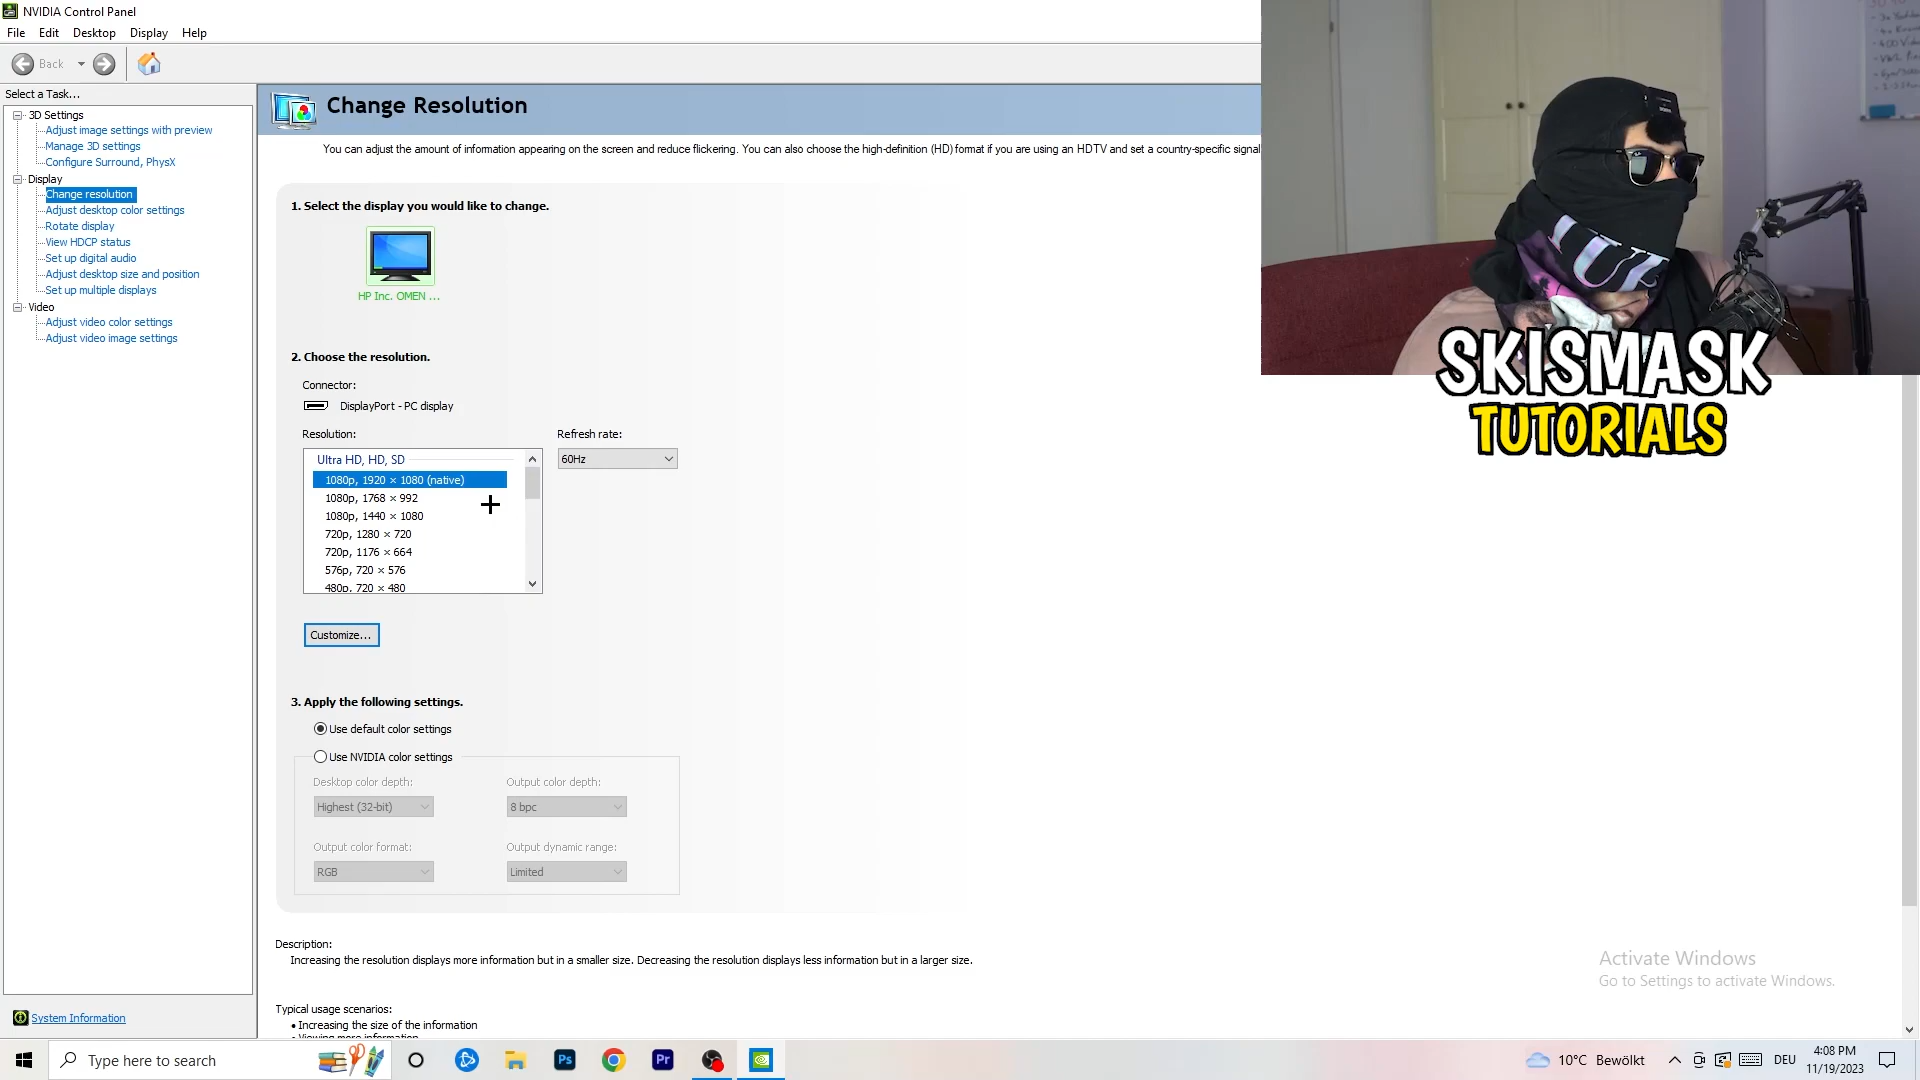 NVIDIA Control Panel
File Edit Desktop Display Help
Back
Select a Task...
3D Settings
Adjust image settings with preview
Manage 3D settings
Configure Surround, PhysX
Display
Change resolution
Adjust desktop color settings
Rotate display
View HDCP status
Set up digital audio
Adjust desktop size and position
Set up multiple displays
Video
Adjust video color settings
Adjust video image settings
System Information
Change Resolution
You can adjust the amount of information appearing on the screen and reduce flickering. You can also choose the high-definition (HD) format if you are using an HDTV and set a country-specific signal
1. Select the display you would like to change.
HP Inc. OMEN ...
2. Choose the resolution.
Connector:
DisplayPort - PC display
Resolution:
Refresh rate:
Ultra HD, HD, SD
60Hz
1080p, 1920 × 1080 (native)
1080p, 1768 × 992
1080p, 1440 × 1080
720p, 1280 × 720
720p, 1176 × 664
576p, 720 × 576
480p, 720 × 480
Customize...
3. Apply the following settings.
Use default color settings
Use NVIDIA color settings
Desktop color depth:
Output color depth:
Highest (32-bit)
8 bpc
Output color format:
Output dynamic range:
RGB
Limited
Description:
Increasing the resolution displays more information but in a smaller size. Decreasing the resolution displays less information but in a larger size.
Typical usage scenarios:
• Increasing the size of the information
• Viewing more information
SKISMASK
TUTORIALS
Activate Windows
Go to Settings to activate Windows.
Type here to search
Ps
Pr
10°C Bewölkt
DEU
4:08 PM
11/19/2023